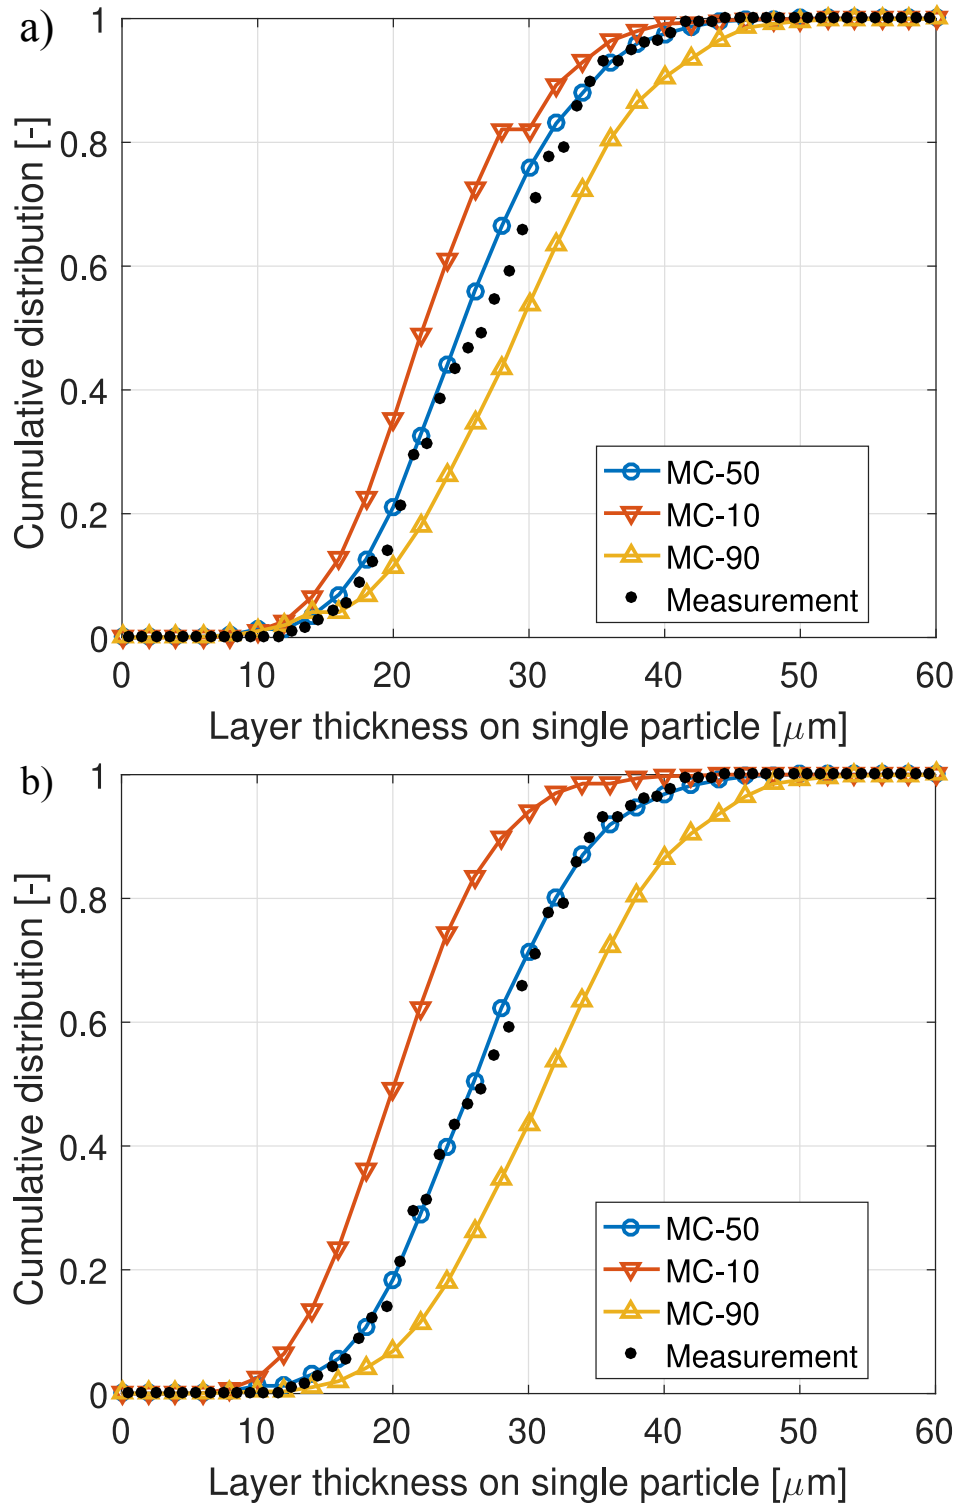 a)
1
0.8
0.6
0.4
0.2
0
Cumulative distribution [-]
MC-50
MC-10
MC-90
Measurement
0 10 20 30 40 50 60
Layer thickness on single particle [μm]
b)
1
0.8
0.6
0.4
0.2
0
Cumulative distribution [-]
MC-50
MC-10
MC-90
Measurement
0 10 20 30 40 50 60
Layer thickness on single particle [μm]